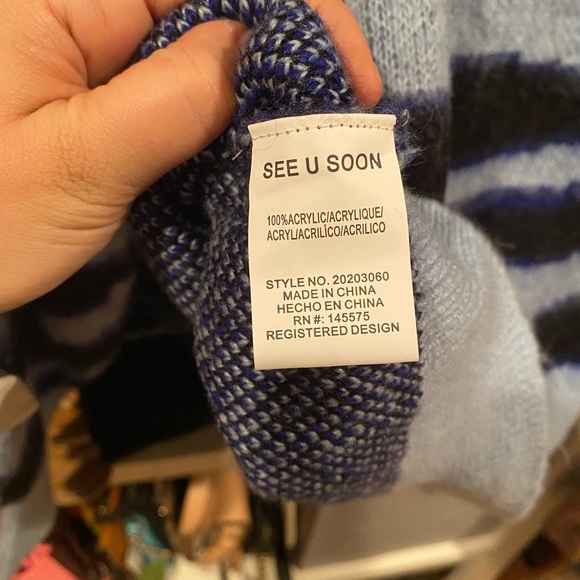 SEE U SOON
100%ACRYLIC/ACRYLIQUE/
ACRYL/ACRILÌCO/ACRILICO
STYLE NO. 20203060
MADE IN CHINA
HECHO EN CHINA
RN #: 145575
REGISTERED DESIGN